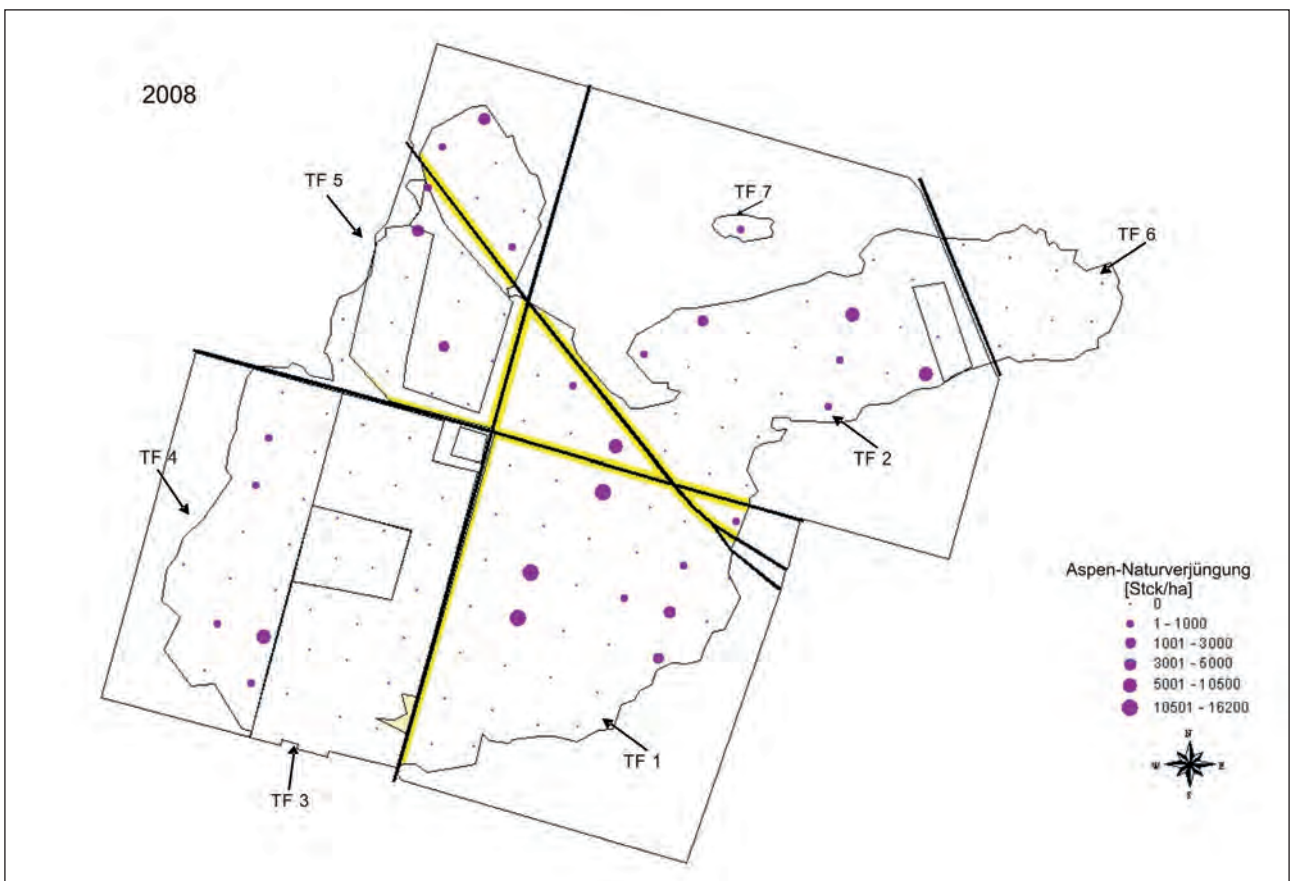 2008
TF 5
TF 7
TF 6
TF 4
TF 2
TF 1
TF 3
Aspen-Naturverjüngung
[Stck/ha]
0
1 - 1000
1001 - 3000
3001 - 5000
5001 - 10500
10501 - 16200
N
W
E
S